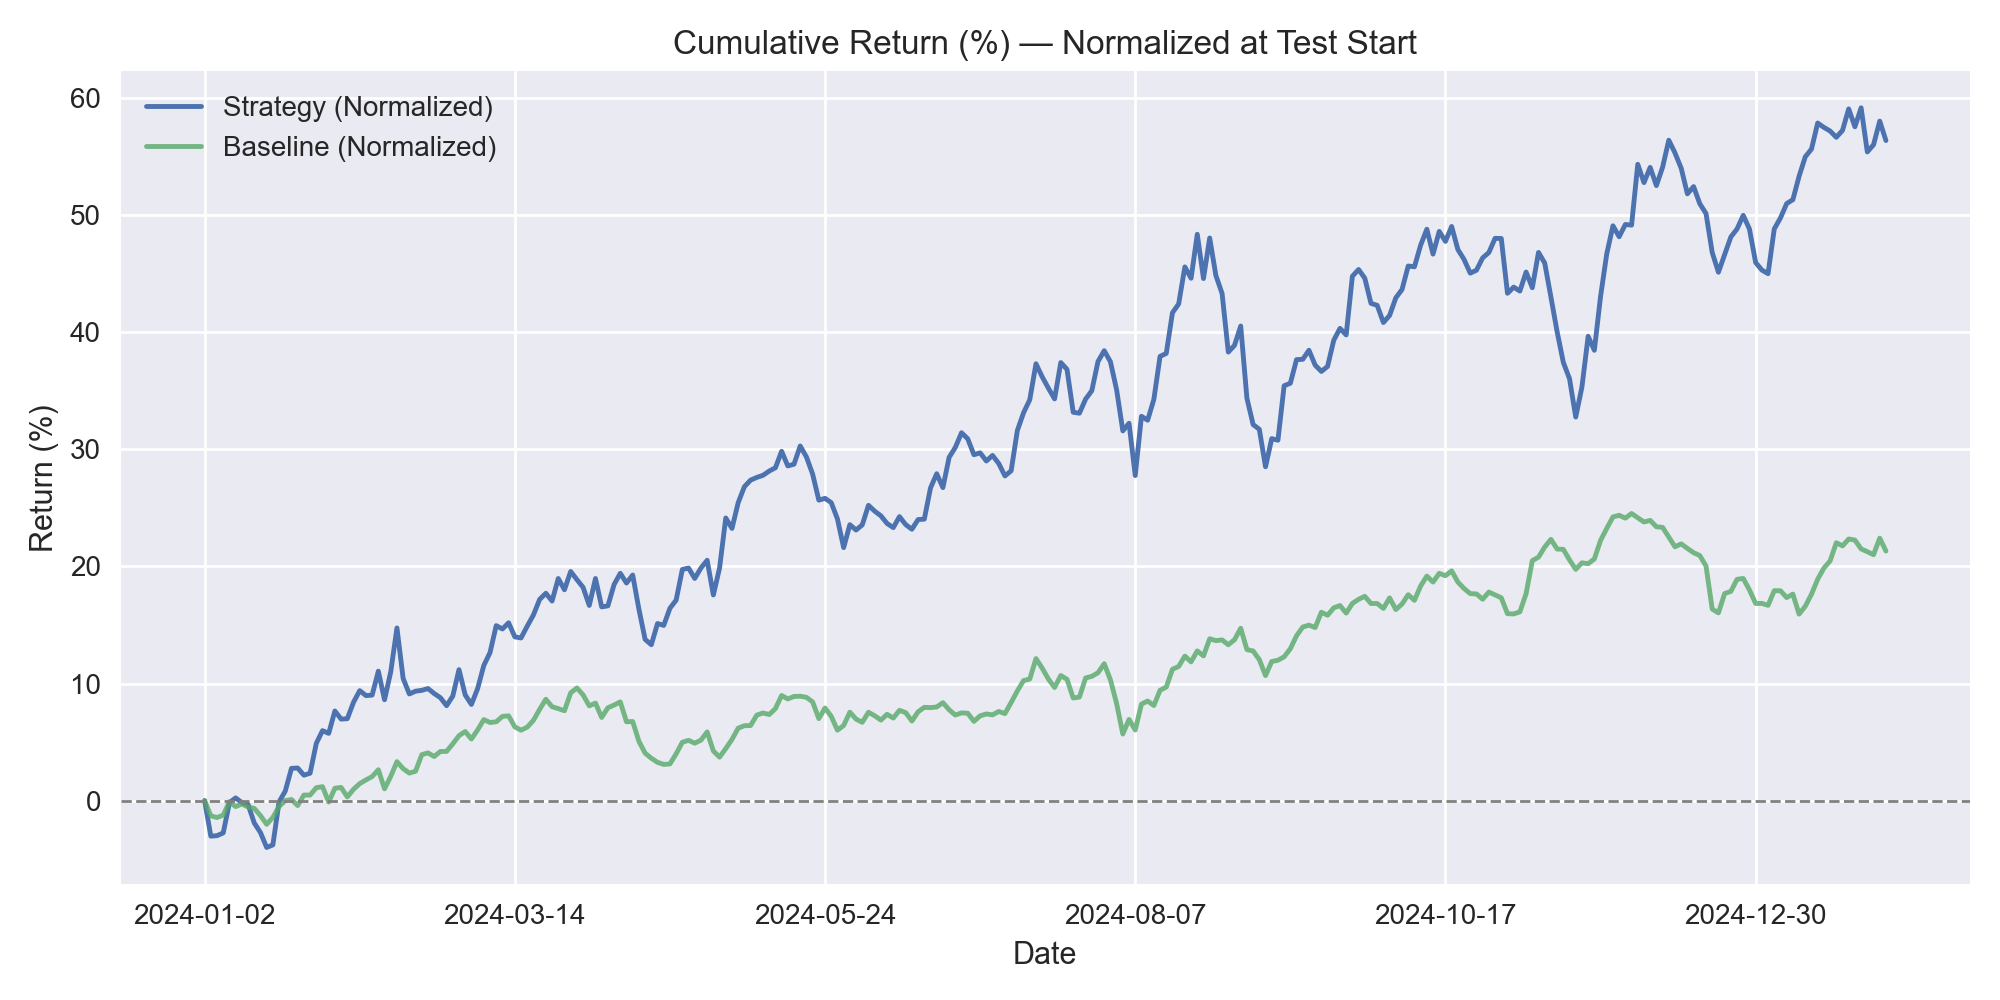 Cumulative Return (%) — Normalized at Test Start
Strategy (Normalized)
Baseline (Normalized)
Return (%)
60
50
40
30
20
10
0
2024-01-02
2024-03-14
2024-05-24
2024-08-07
2024-10-17
2024-12-30
Date